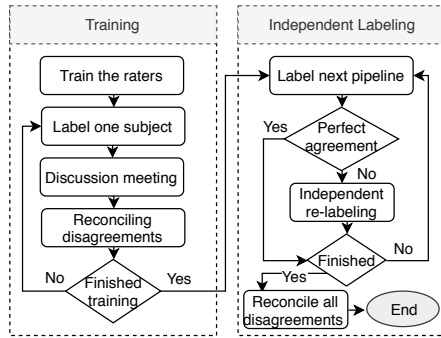 Training
Train the raters
Label one subject
Discussion meeting
Reconciling
disagreements
No
Finished
training
Yes
Independent Labeling
Label next pipeline
Yes
Perfect
agreement
No
Independent
re-labeling
Finished
No
Yes
Reconcile all
disagreements
End